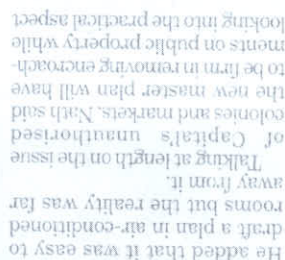 He added that it was easy to
draft a plan in air-conditioned
rooms but the reality was far
away from it.
Talking at length on the issue
of Capital's unauthorised
colonies and markets, Nath said
the new master plan will have
to be firm in removing encroach-
ments on public property while
looking into the practical aspect